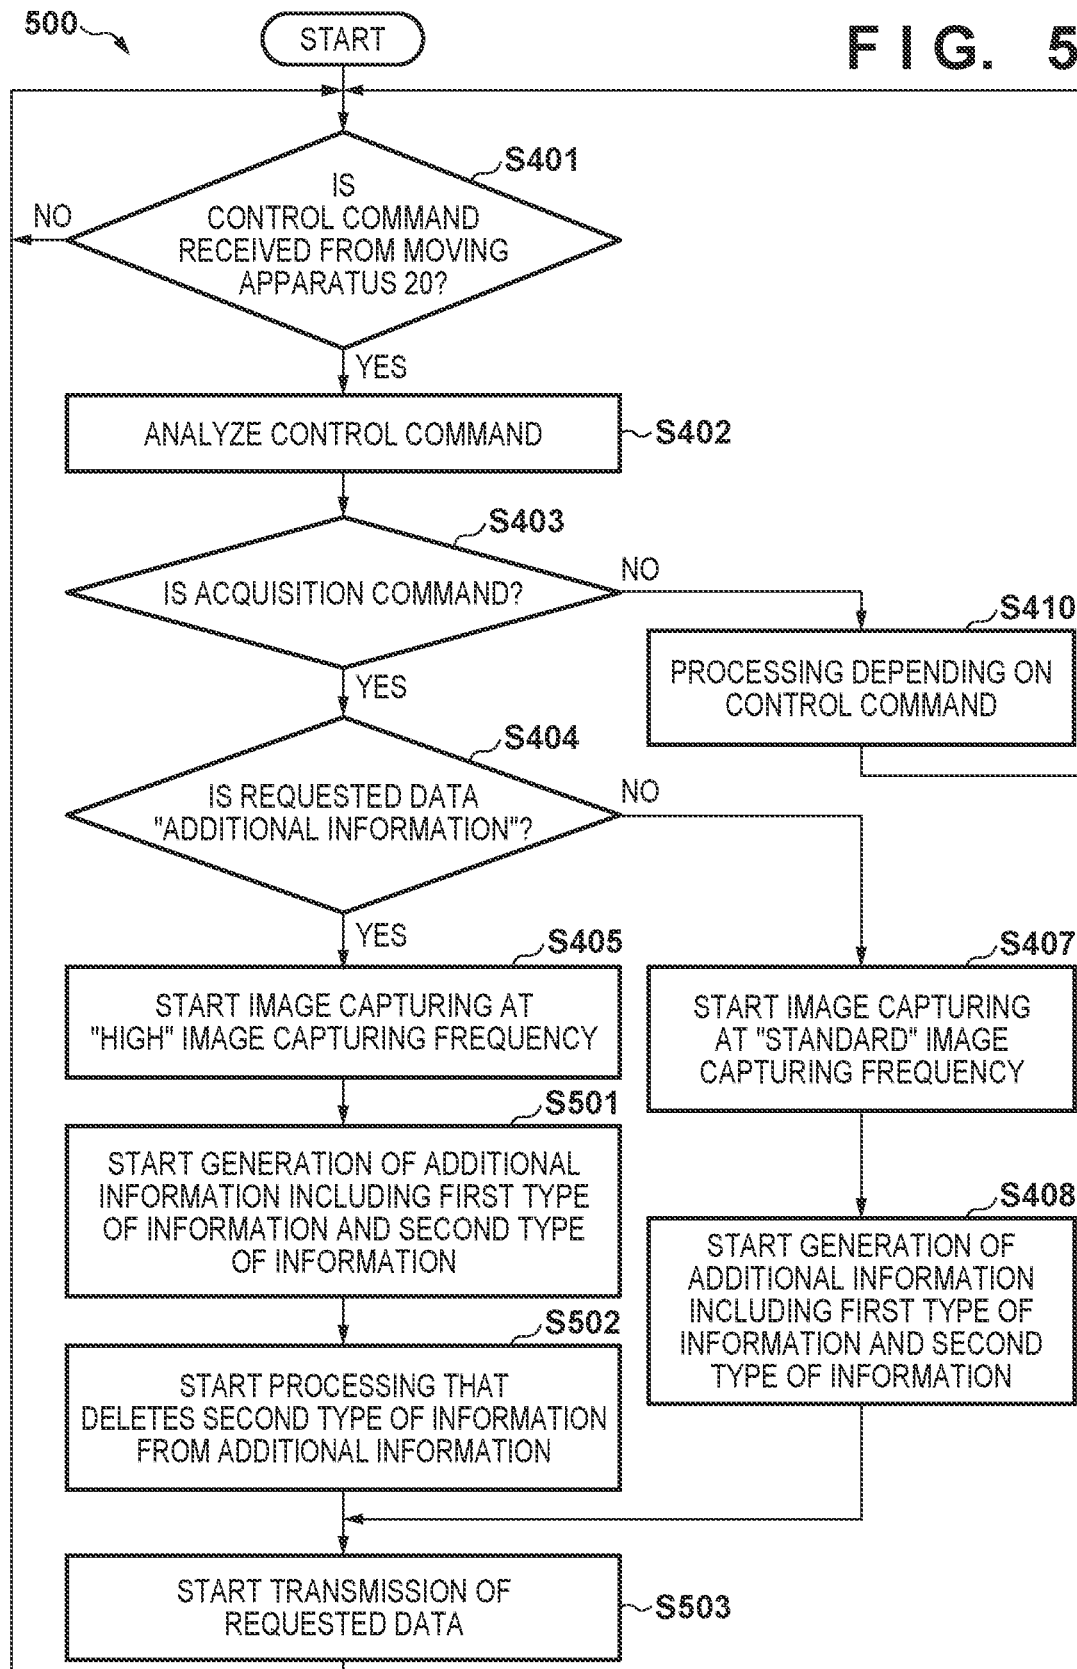 500
START
FIG. 5
S401
IS
CONTROL COMMAND
RECEIVED FROM MOVING
APPARATUS 20?
NO
YES
ANALYZE CONTROL COMMAND
S402
S403
IS ACQUISITION COMMAND?
NO
YES
S410
PROCESSING DEPENDING ON
CONTROL COMMAND
S404
IS REQUESTED DATA
"ADDITIONAL INFORMATION"?
NO
YES
S405
START IMAGE CAPTURING AT
"HIGH" IMAGE CAPTURING FREQUENCY
S407
START IMAGE CAPTURING
AT "STANDARD" IMAGE
CAPTURING FREQUENCY
S501
START GENERATION OF ADDITIONAL
INFORMATION INCLUDING FIRST TYPE
OF INFORMATION AND SECOND TYPE
OF INFORMATION
S408
START GENERATION OF
ADDITIONAL INFORMATION
INCLUDING FIRST TYPE OF
INFORMATION AND SECOND
TYPE OF INFORMATION
S502
START PROCESSING THAT
DELETES SECOND TYPE OF INFORMATION
FROM ADDITIONAL INFORMATION
START TRANSMISSION OF
REQUESTED DATA
S503